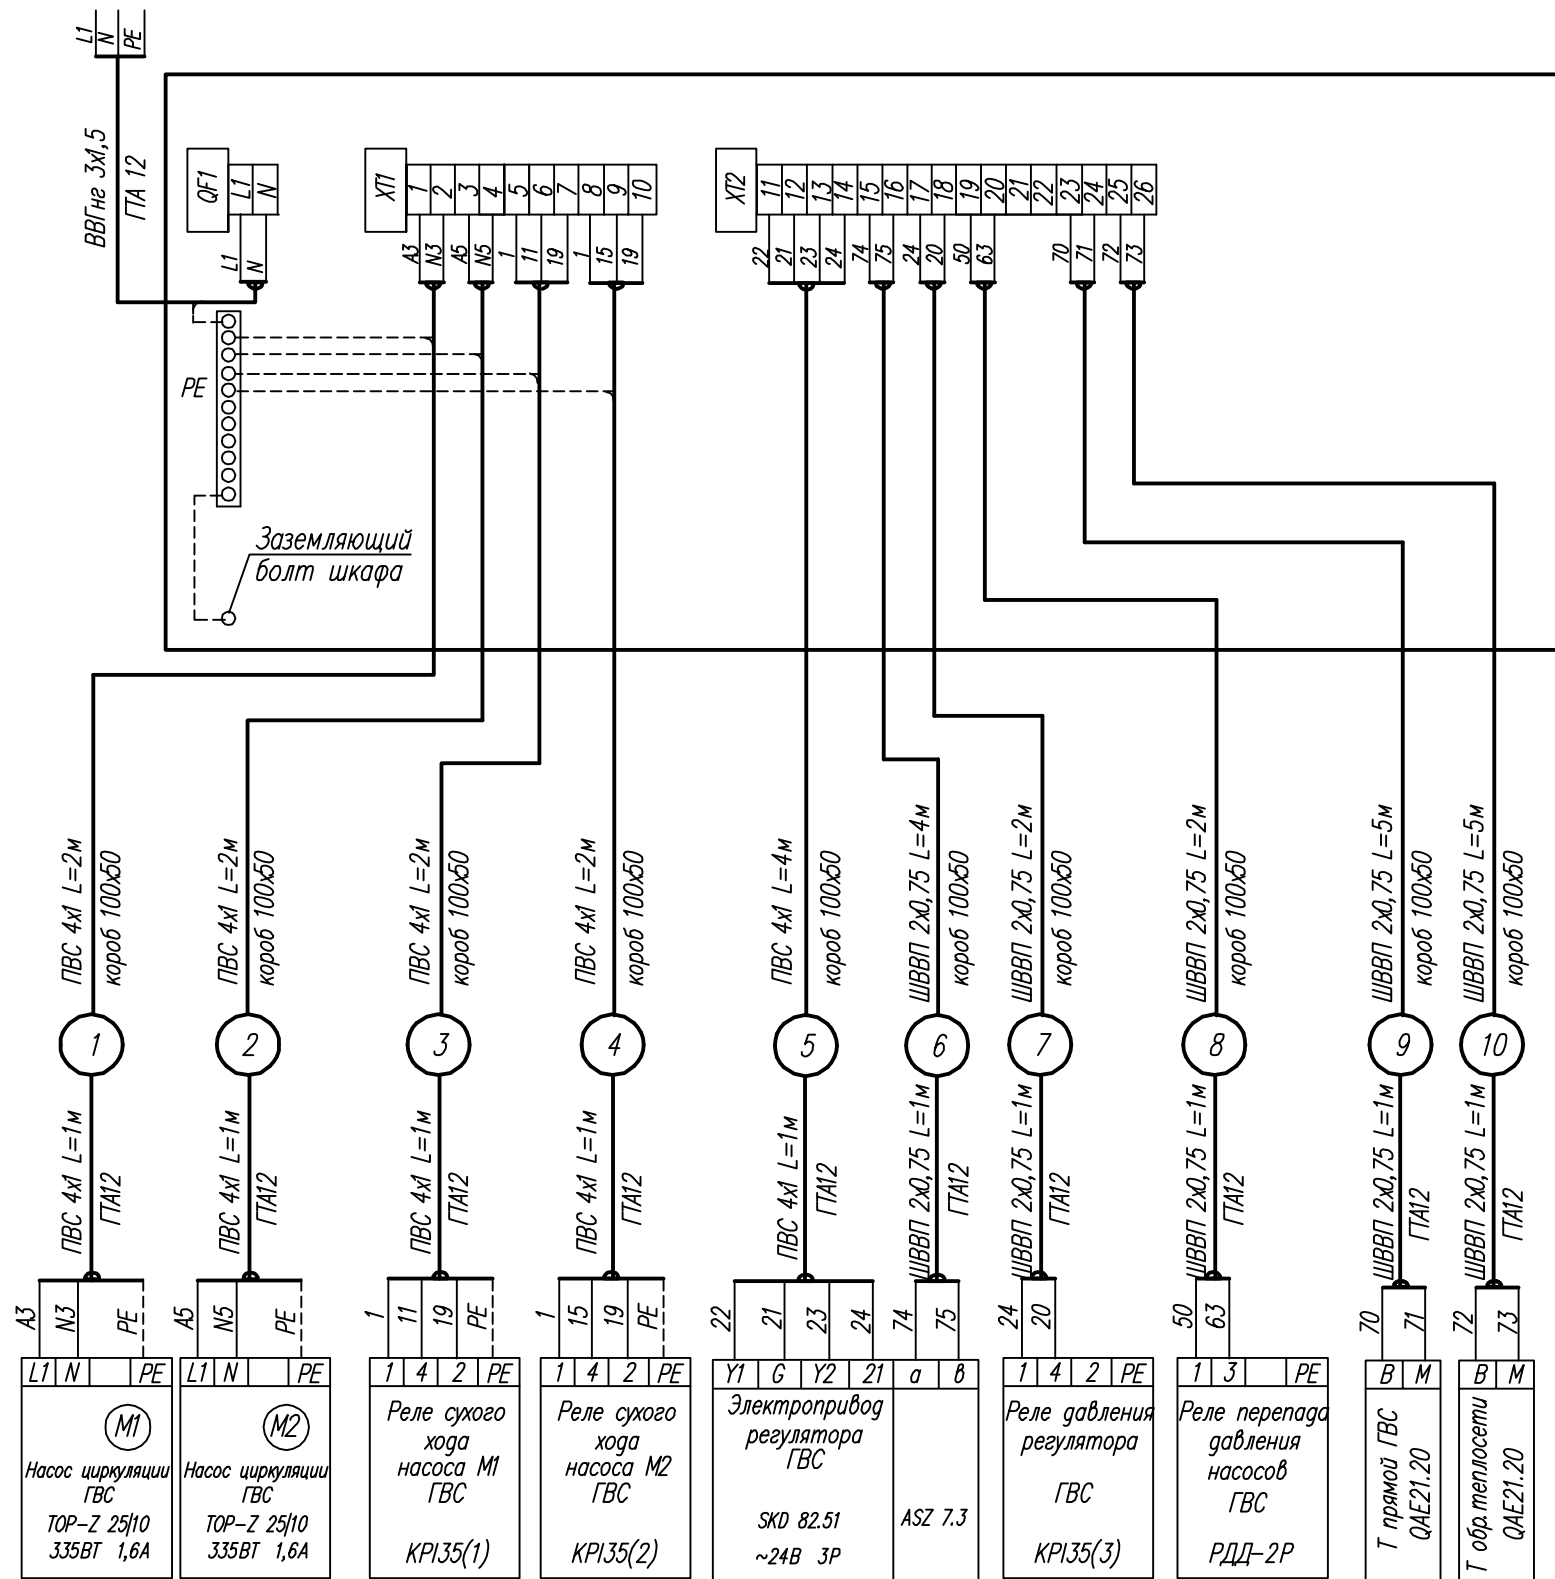 L1 N PE
ВВГнг 3х1,5
ГТА 12
QF1 L1 N
L1 N
XT1 1 2 3 4 5 6 7 8 9 10
A3 N3 A5 N5 1 11 19 1 15 19
XT2 11 12 13 14 15 16 17 18 19 20 21 22 23 24 25 26
22 21 23 24 74 75 24 20 50 63 70 71 72 73
PE
Заземляющий
болт шкафа
ПВС 4х1 L=2м
короб 100х50
ПВС 4х1 L=2м
короб 100х50
ПВС 4х1 L=2м
короб 100х50
ПВС 4х1 L=2м
короб 100х50
ПВС 4х1 L=4м
короб 100х50
ШВВП 2х0,75 L=4м
короб 100х50
ШВВП 2х0,75 L=2м
короб 100х50
ШВВП 2х0,75 L=2м
короб 100х50
ШВВП 2х0,75 L=5м
короб 100х50
ШВВП 2х0,75 L=5м
короб 100х50
1 2 3 4 5 6 7 8 9 10
ПВС 4х1 L=1м
ГТА12
ПВС 4х1 L=1м
ГТА12
ПВС 4х1 L=1м
ГТА12
ПВС 4х1 L=1м
ГТА12
ПВС 4х1 L=1м
ГТА12
ШВВП 2х0,75 L=1м
ГТА12
ШВВП 2х0,75 L=1м
ГТА12
ШВВП 2х0,75 L=1м
ГТА12
ШВВП 2х0,75 L=1м
ГТА12
ШВВП 2х0,75 L=1м
ГТА12
A3 N3 PE
L1 N PE
M1
Насос циркуляции
ГВС
TOP-Z 25/10
335ВТ 1,6А
A5 N5 PE
L1 N PE
M2
Насос циркуляции
ГВС
TOP-Z 25/10
335ВТ 1,6А
1 11 19 PE
1 4 2 PE
Реле сухого
хода
насоса М1
ГВС
KPI35(1)
1 15 19 PE
1 4 2 PE
Реле сухого
хода
насоса М2
ГВС
KPI35(2)
22 21 23 24
Y1 G Y2 21
Электропривод
регулятора
ГВС
SKD 82.51
~24В 3Р
74 75
а в
ASZ 7.3
24 20
1 4 2 PE
Реле давления
регулятора
ГВС
KPI35(3)
50 63
1 3 PE
Реле перепада
давления
насосов
ГВС
РДД-2Р
70 71
B M
Т прямой ГВС
QAE21.20
72 73
B M
Т обр.теплосети
QAE21.20